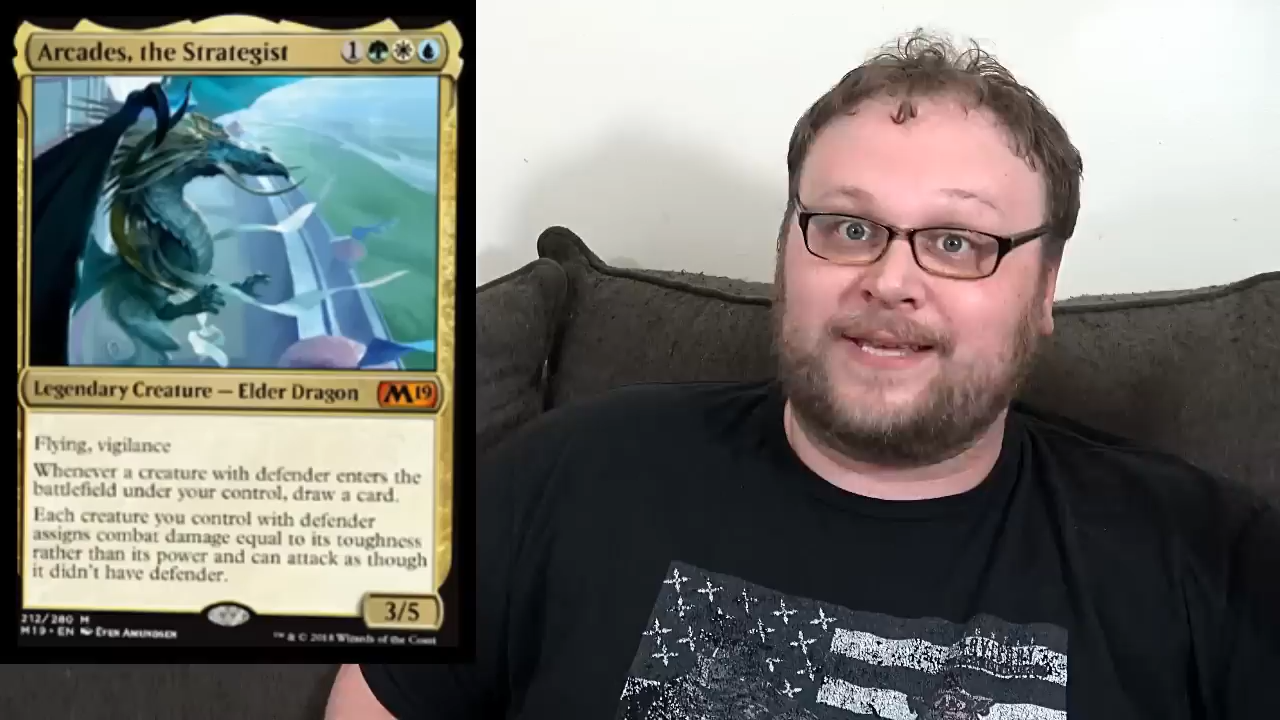 Arcades, the Strategist 1
Legendary Creature — Elder Dragon M19
Flying, vigilance
Whenever a creature with defender enters the
battlefield under your control, draw a card.
Each creature you control with defender
assigns combat damage equal to its toughness
rather than its power and can attack as though
it didn't have defender.
3/5
212/280 M
M19 • EN Even Amundsen
™ & © 2018 Wizards of the Coast